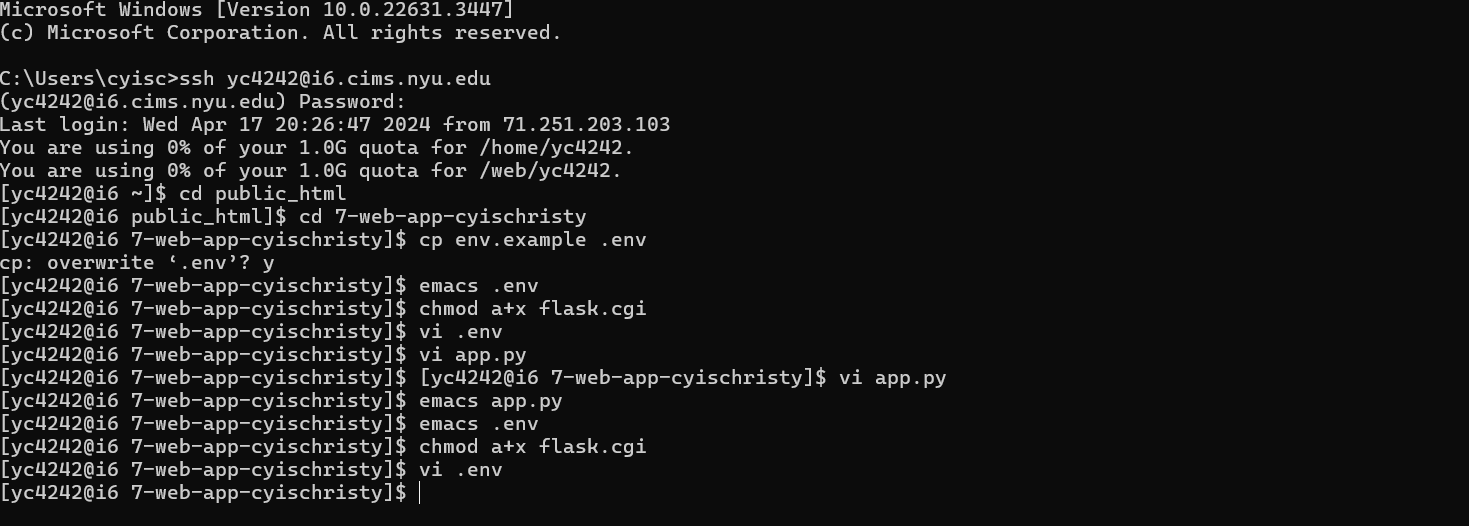 Microsoft Windows [Version 10.0.22631.3447]
(c) Microsoft Corporation. All rights reserved.
C:\Users\cyisc>ssh yc4242@i6.cims.nyu.edu
(yc4242@i6.cims.nyu.edu) Password:
Last login: Wed Apr 17 20:26:47 2024 from 71.251.203.103
You are using 0% of your 1.0G quota for /home/yc4242.
You are using 0% of your 1.0G quota for /web/yc4242.
[yc4242@i6 ~]$ cd public_html
[yc4242@i6 public_html]$ cd 7-web-app-cyischristy
[yc4242@i6 7-web-app-cyischristy]$ cp env.example .env
cp: overwrite ‘.env’? y
[yc4242@i6 7-web-app-cyischristy]$ emacs .env
[yc4242@i6 7-web-app-cyischristy]$ chmod a+x flask.cgi
[yc4242@i6 7-web-app-cyischristy]$ vi .env
[yc4242@i6 7-web-app-cyischristy]$ vi app.py
[yc4242@i6 7-web-app-cyischristy]$ [yc4242@i6 7-web-app-cyischristy]$ vi app.py
[yc4242@i6 7-web-app-cyischristy]$ emacs app.py
[yc4242@i6 7-web-app-cyischristy]$ emacs .env
[yc4242@i6 7-web-app-cyischristy]$ chmod a+x flask.cgi
[yc4242@i6 7-web-app-cyischristy]$ vi .env
[yc4242@i6 7-web-app-cyischristy]$